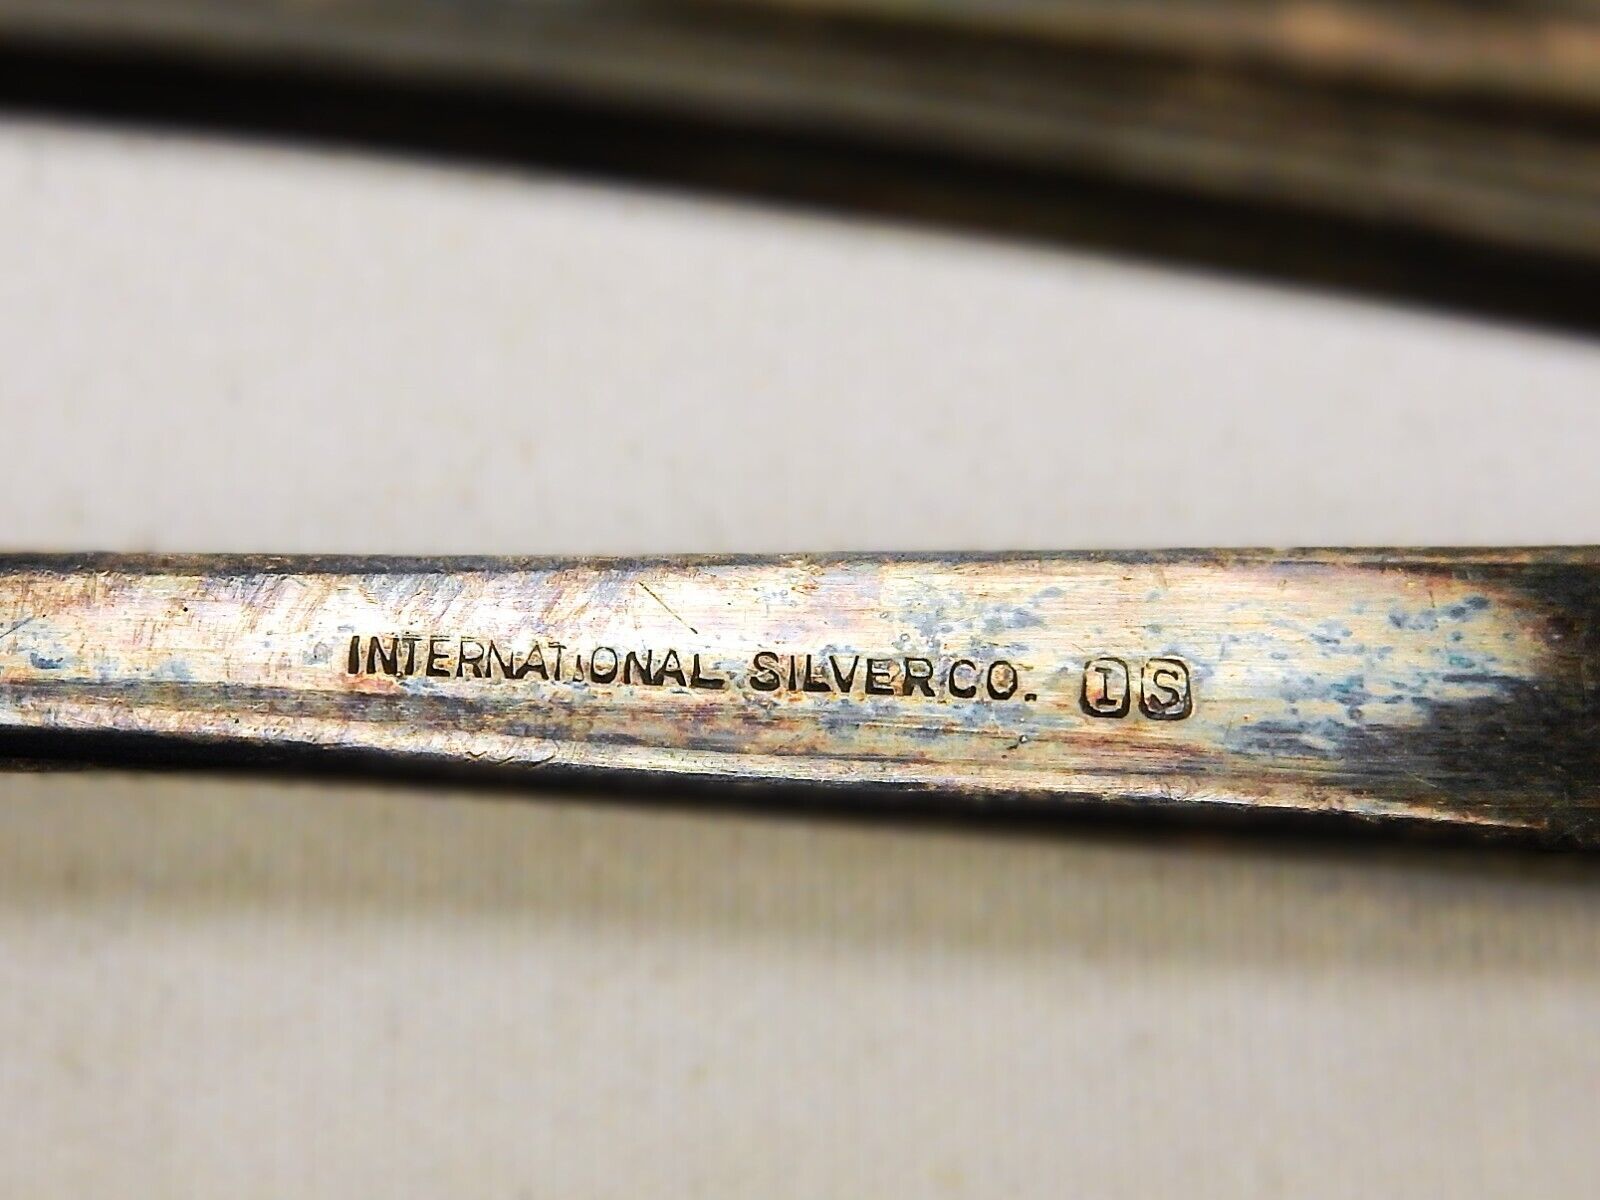 INTERNATIONAL SILVER CO. I S